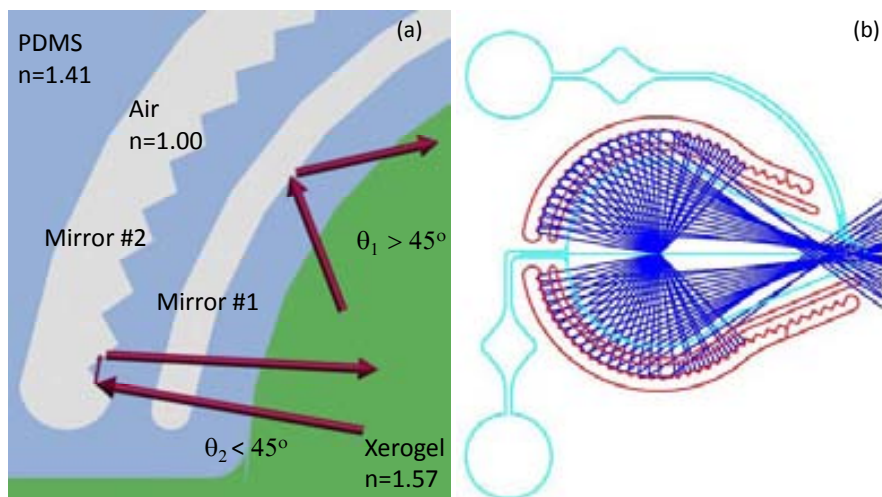 (a)
PDMS
n=1.41
Air
n=1.00
Mirror #2
θ₁ > 45°
Mirror #1
θ₂ < 45°
Xerogel
n=1.57
(b)